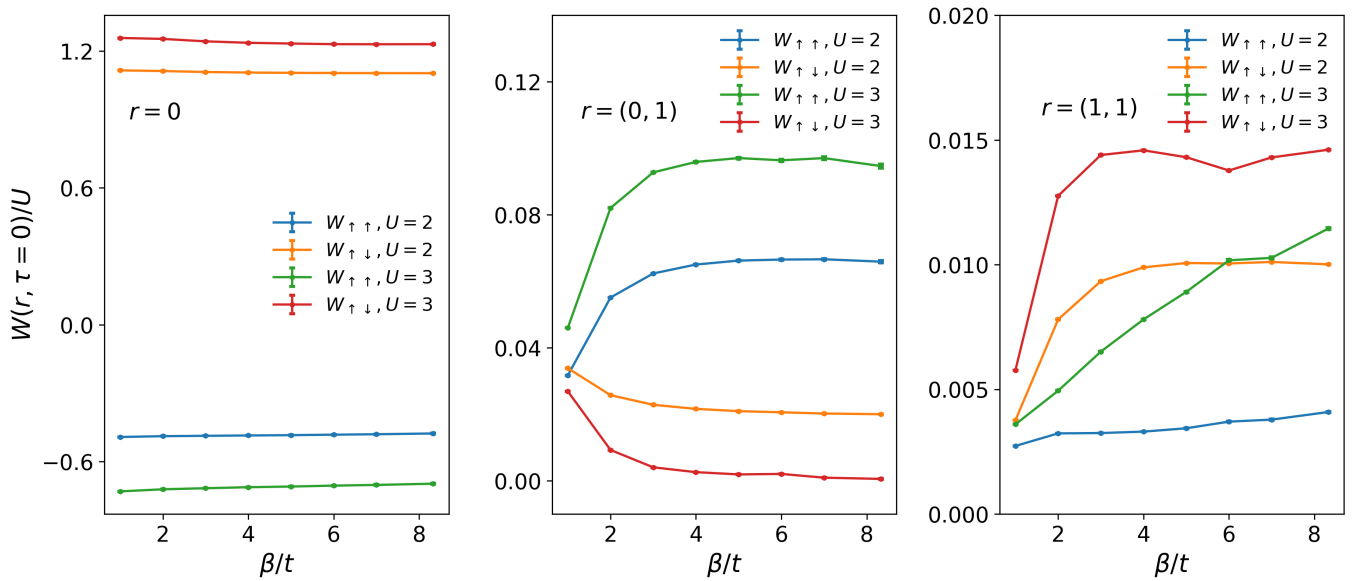 W(r, τ = 0)/U
1.2
0.6
0.0
−0.6
r = 0
W↑↑, U = 2
W↑↓, U = 2
W↑↑, U = 3
W↑↓, U = 3
2 4 6 8
β/t
0.12
0.08
0.04
0.00
r = (0, 1)
W↑↑, U = 2
W↑↓, U = 2
W↑↑, U = 3
W↑↓, U = 3
2 4 6 8
β/t
0.020
0.015
0.010
0.005
0.000
r = (1, 1)
W↑↑, U = 2
W↑↓, U = 2
W↑↑, U = 3
W↑↓, U = 3
2 4 6 8
β/t